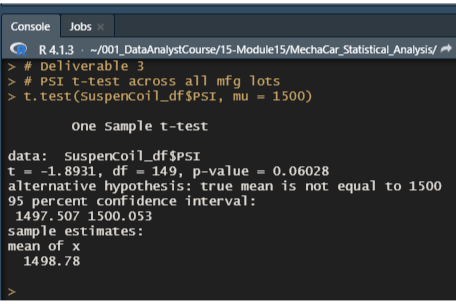 Console Jobs ×
R 4.1.3 · ~/001_DataAnalystCourse/15-Module15/MechaCar_Statistical_Analysis/
> # Deliverable 3
> # PSI t-test across all mfg lots
> t.test(SuspenCoil_df$PSI, mu = 1500)
One Sample t-test
data: SuspenCoil_df$PSI
t = -1.8931, df = 149, p-value = 0.06028
alternative hypothesis: true mean is not equal to 1500
95 percent confidence interval:
1497.507 1500.053
sample estimates:
mean of x
1498.78
>